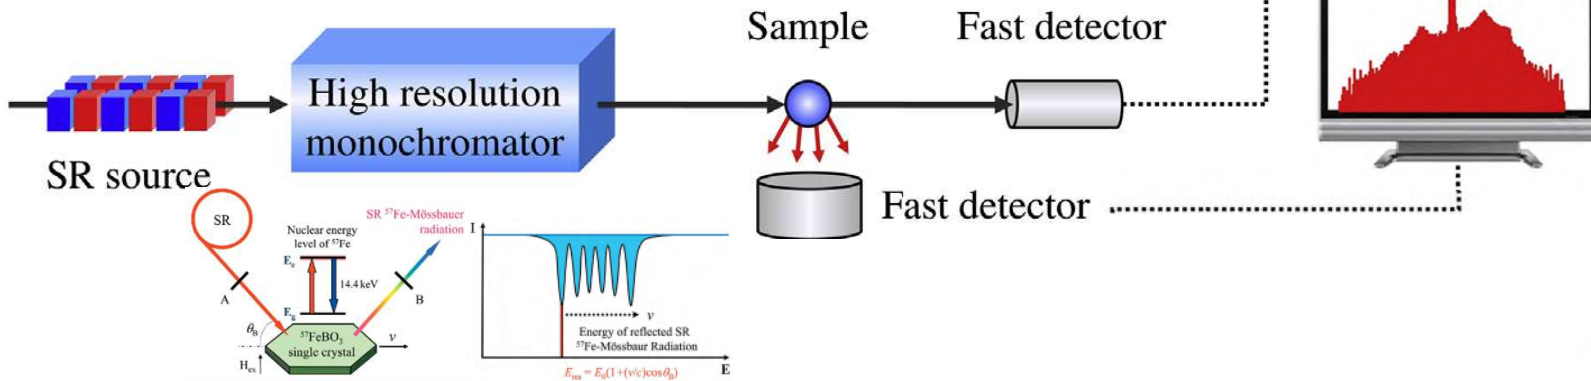 Sample
Fast detector
High resolution
monochromator
SR source
Fast detector
SR
SR ⁵⁷Fe-Mössbauer
radiation
Nuclear energy
level of ⁵⁷Fe
Eₑ
14.4 keV
A
B
E_g
θ_B
⁵⁷FeBO₃
single crystal
v
H_ex
I
v
Energy of reflected SR
⁵⁷Fe-Mössbaur Radiation
E
E_res = E₀(1+(v/c)cosθ_B)